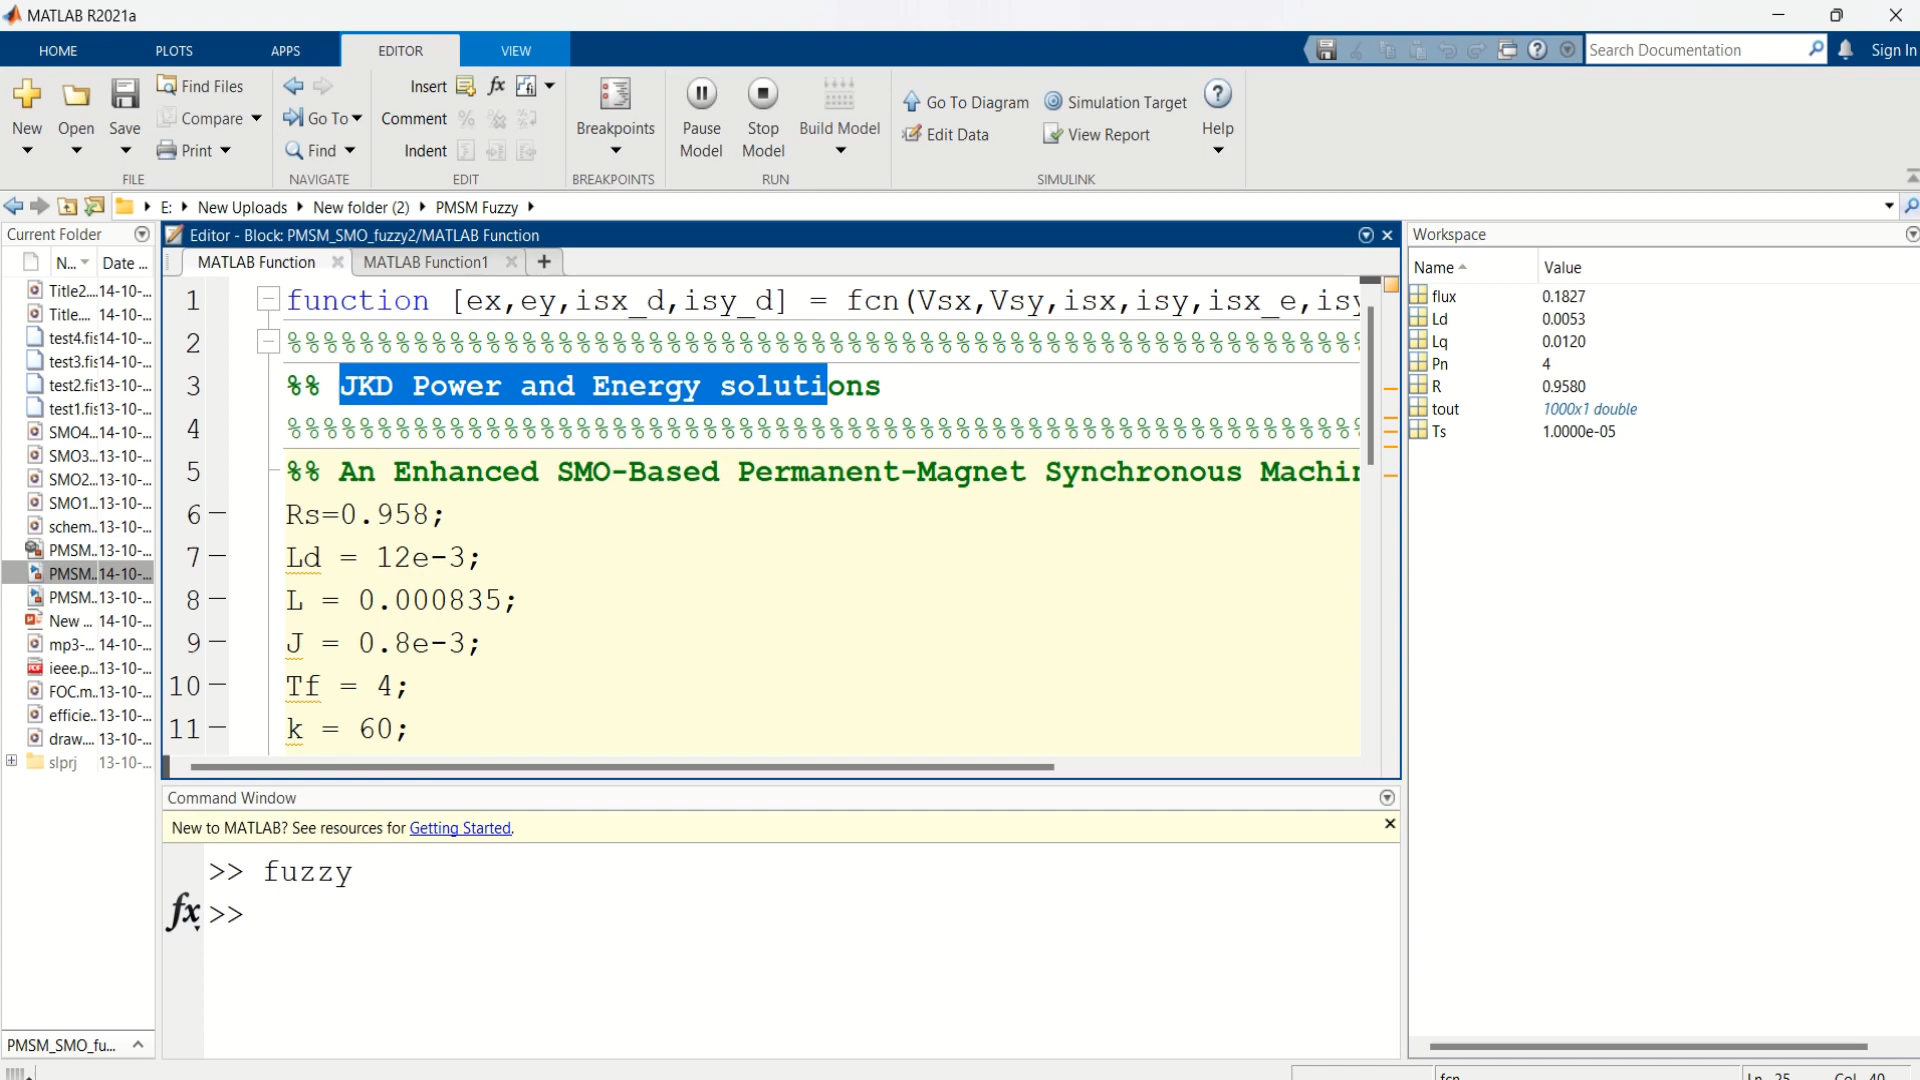 MATLAB R2021a
HOME PLOTS APPS EDITOR VIEW
Search Documentation
Sign In
New Open Save
Find Files
Compare
Print
FILE
Go To
Find
NAVIGATE
Insert fx
Comment
Indent
EDIT
Breakpoints
BREAKPOINTS
Pause Model
Stop Model
Build Model
RUN
Go To Diagram
Edit Data
Simulation Target
View Report
Help
SIMULINK
E: New Uploads New folder (2) PMSM Fuzzy
Current Folder
N... Date ...
Title2.... 14-10-...
Title.... 14-10-...
test4.fis 14-10-...
test3.fis 14-10-...
test2.fis 13-10-...
test1.fis 13-10-...
SMO4... 14-10-...
SMO3... 13-10-...
SMO2... 13-10-...
SMO1... 13-10-...
schem.. 13-10-...
PMSM.. 13-10-...
PMSM.. 14-10-...
PMSM.. 13-10-...
New ... 14-10-...
mp3-... 14-10-...
ieee.p... 13-10-...
FOC.m.. 13-10-...
efficie.. 13-10-...
draw.... 13-10-...
slprj 13-10-...
PMSM_SMO_fu...
Editor - Block: PMSM_SMO_fuzzy2/MATLAB Function
MATLAB Function MATLAB Function1 +
1 function [ex,ey,isx_d,isy_d] = fcn(Vsx,Vsy,isx,isy,isx_e,isy
2 %%%%%%%%%%%%%%%%%%%%%%%%%%%%%%%%%%%%%%%%%%%%%%%%%%%%%%%%%%%
3 %% JKD Power and Energy solutions
4 %%%%%%%%%%%%%%%%%%%%%%%%%%%%%%%%%%%%%%%%%%%%%%%%%%%%%%%%%%%
5 %% An Enhanced SMO-Based Permanent-Magnet Synchronous Machin
6 Rs=0.958;
7 Ld = 12e-3;
8 L = 0.000835;
9 J = 0.8e-3;
10 Tf = 4;
11 k = 60;
Command Window
New to MATLAB? See resources for Getting Started.
>> fuzzy
fx >>
Workspace
Name Value
flux 0.1827
Ld 0.0053
Lq 0.0120
Pn 4
R 0.9580
tout 1000x1 double
Ts 1.0000e-05
fcn
Ln 25 Col 40